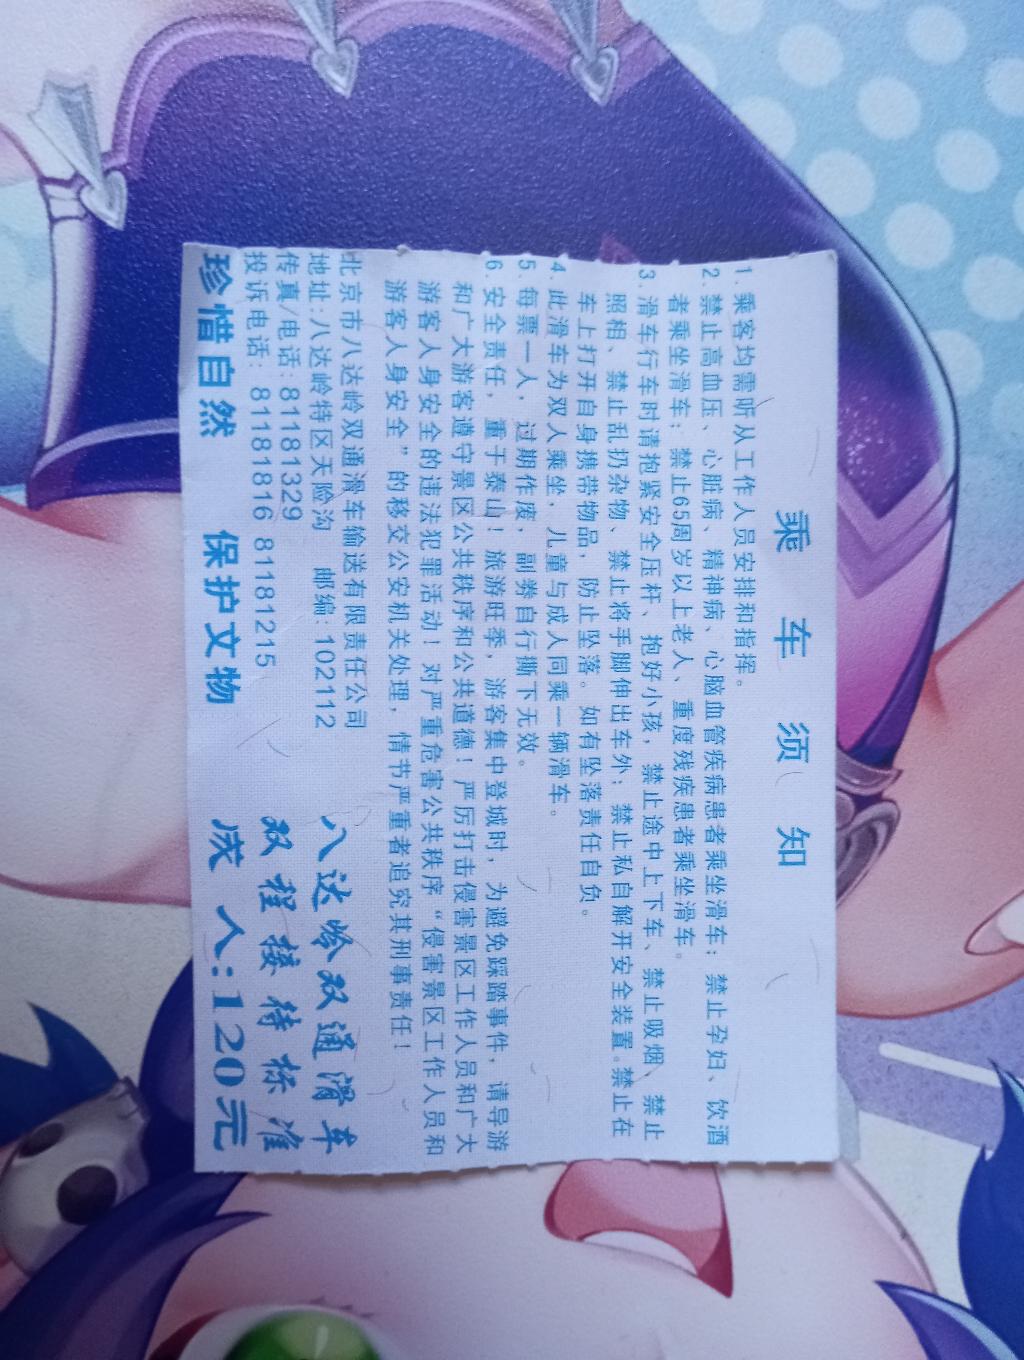 乘车须知
1.乘客均需听从工作人员安排和指挥。
2.禁止高血压、心脏病、精神病、心脑血管疾病患者乘坐滑车；禁止孕妇、饮酒
者乘坐滑车；禁止65周岁以上老人、重度残疾患者乘坐滑车。
3.滑车行车时请抱紧安全压杆、抱好小孩，禁止途中上下车、禁止吸烟、禁止
照相、禁止乱扔杂物、禁止将手脚伸出车外；禁止私自解开安全装置。禁止在
车上打开自身携带物品，防止坠落。如有坠落责任自负。
4.此滑车为双人乘坐，儿童与成人同乘一辆滑车。
5.每票一人，过期作废，副券自行撕下无效。
6.安全责任，重于泰山！旅游旺季，游客集中登城时，为避免踩踏事件，请导游
和广大游客遵守景区公共秩序和公共道德！严厉打击侵害景区工作人员和广大
游客人身安全的违法犯罪活动！对严重危害公共秩序“侵害景区工作人员和
游客人身安全”的移交公安机关处理，情节严重者追究其刑事责任！
北京市八达岭双通滑车输送有限责任公司
地址:八达岭特区天险沟 邮编:102112
传真/电话:81181329
投诉电话: 81181816 81181215
珍惜自然 保护文物
八达岭双通滑车
双程接待标准
成人:120元